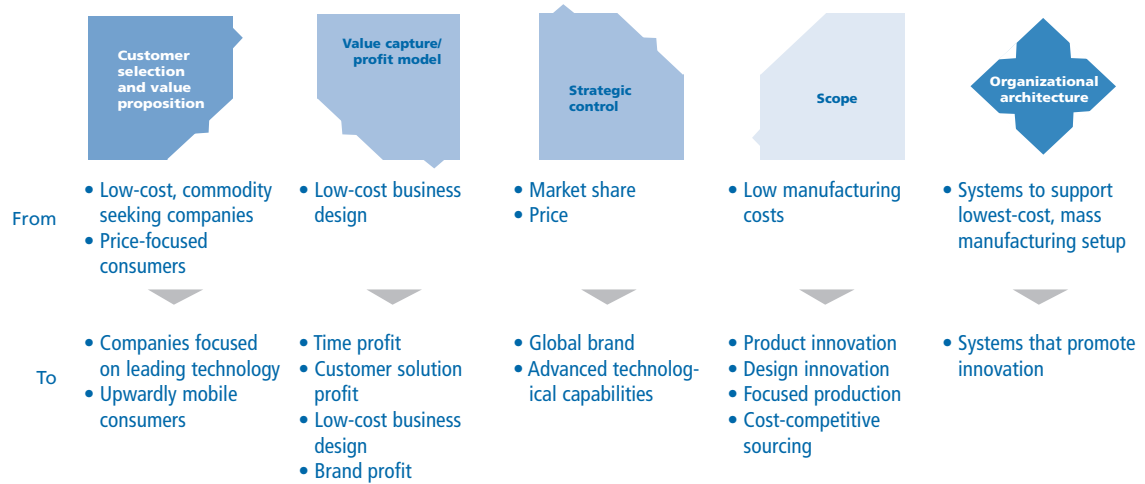 Customer
selection
and value
proposition
Value capture/
profit model
Strategic
control
Scope
Organizational
architecture
From
• Low-cost, commodity
seeking companies
• Price-focused
consumers
• Low-cost business
design
• Market share
• Price
• Low manufacturing
costs
• Systems to support
lowest-cost, mass
manufacturing setup
To
• Companies focused
on leading technology
• Upwardly mobile
consumers
• Time profit
• Customer solution
profit
• Low-cost business
design
• Brand profit
• Global brand
• Advanced technolog-
ical capabilities
• Product innovation
• Design innovation
• Focused production
• Cost-competitive
sourcing
• Systems that promote
innovation